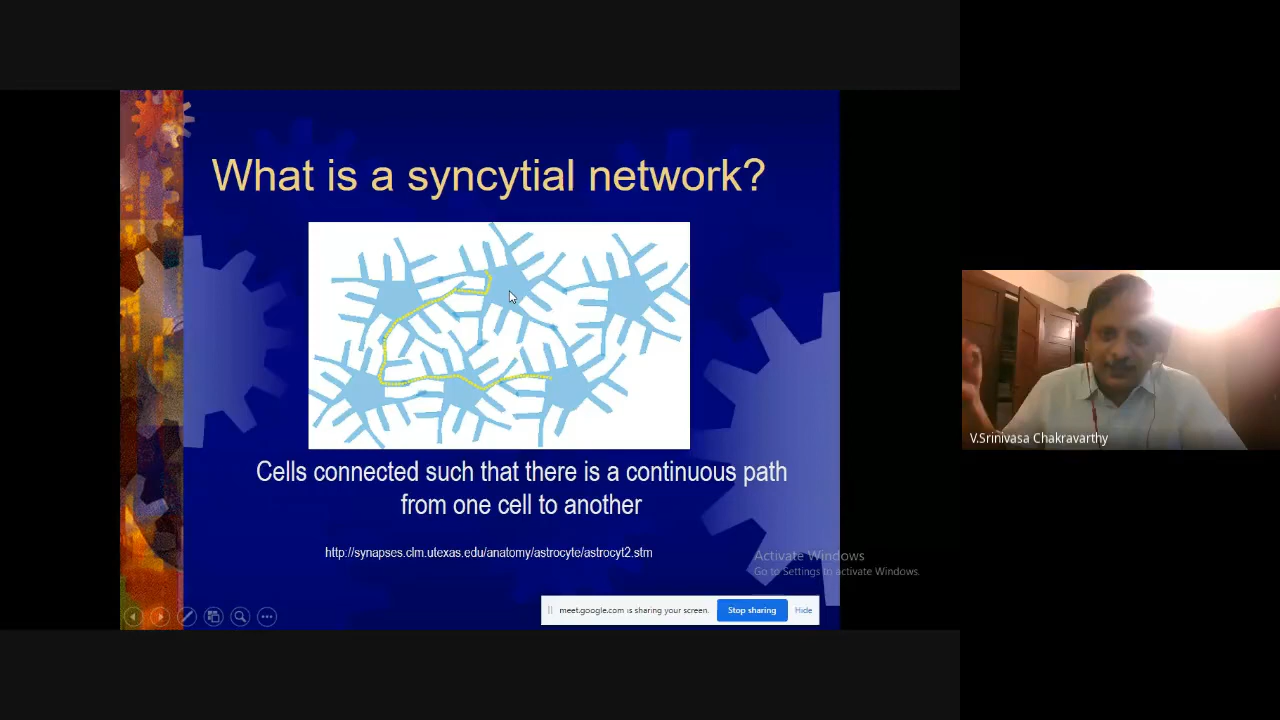 What is a syncytial network?
Cells connected such that there is a continuous path
from one cell to another
http://synapses.clm.utexas.edu/anatomy/astrocyte/astrocyt2.stm
Activate Windows
Go to Settings to activate Windows.
meet.google.com is sharing your screen.
Stop sharing
Hide
V.Srinivasa Chakravarthy